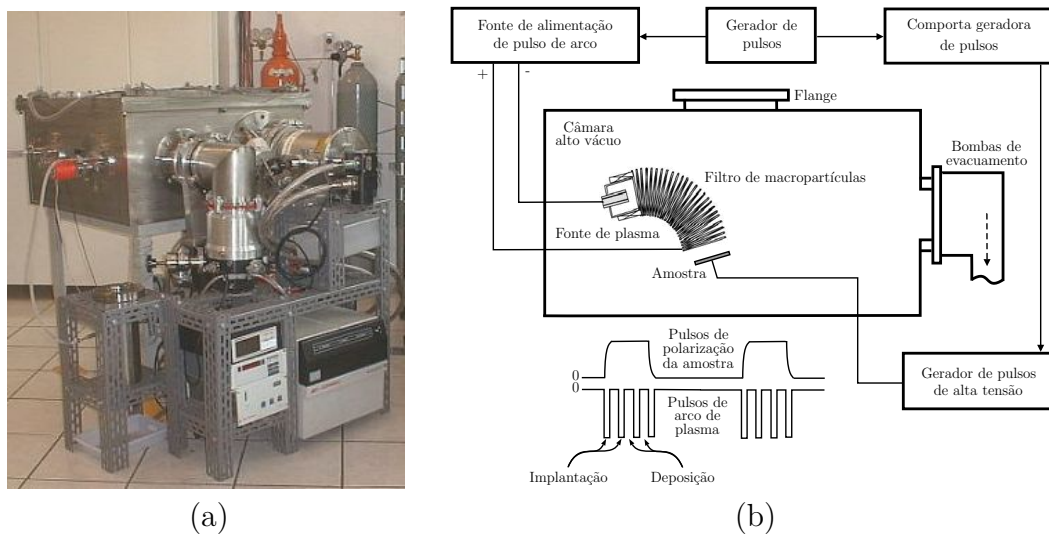 Fonte de alimentação
de pulso de arco
Gerador de
pulsos
Comporta geradora
de pulsos
+
-
Flange
Câmara
alto vácuo
Bombas de
evacuamento
Filtro de macropartículas
Fonte de plasma
Amostra
Pulsos de
polarização
da amostra
0
0
Pulsos de
arco de
plasma
Gerador de pulsos
de alta tensão
Implantação
Deposição
(a)
(b)